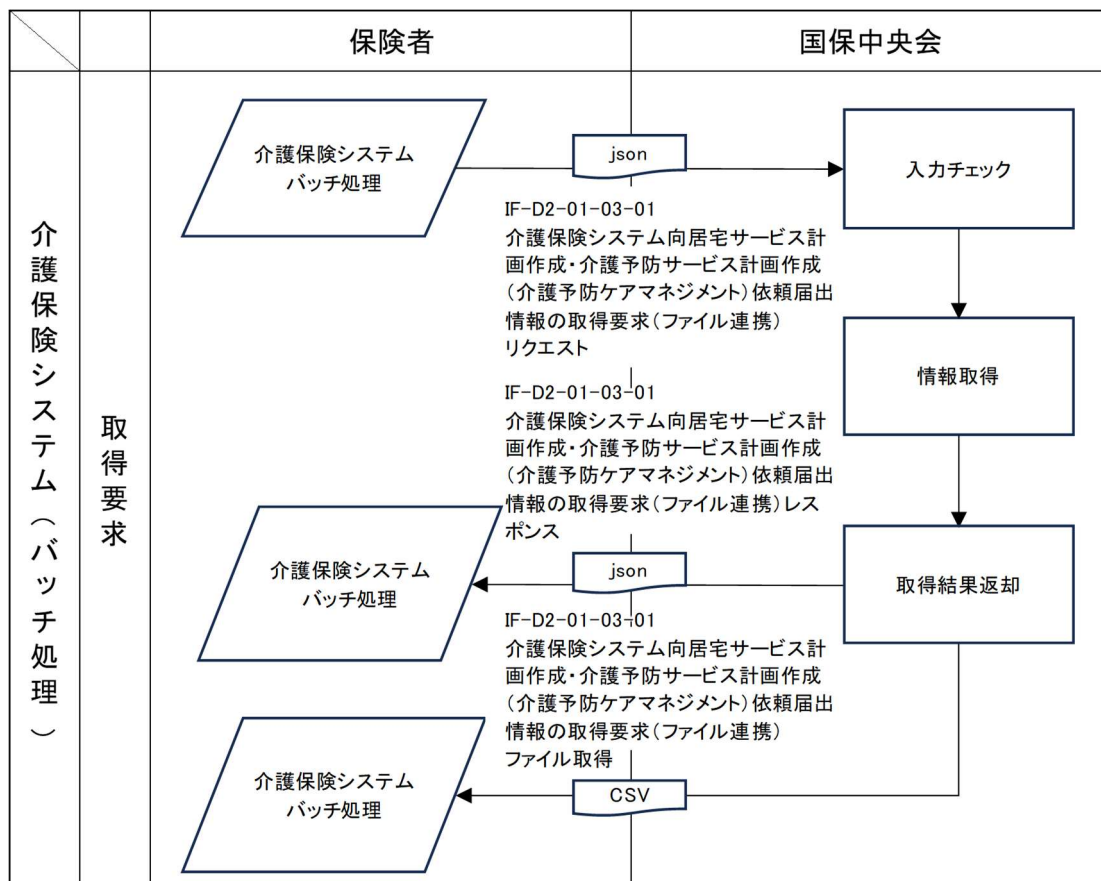 保険者
国保中央会
介護保険システム（バッチ処理）
取得要求
介護保険システム
バッチ処理
json
入力チェック
IF-D2-01-03-01
介護保険システム向居宅サービス計
画作成・介護予防サービス計画作成
（介護予防ケアマネジメント）依頼届出
情報の取得要求（ファイル連携）
リクエスト
情報取得
IF-D2-01-03-01
介護保険システム向居宅サービス計
画作成・介護予防サービス計画作成
（介護予防ケアマネジメント）依頼届出
情報の取得要求（ファイル連携）レス
ポンス
介護保険システム
バッチ処理
json
取得結果返却
IF-D2-01-03-01
介護保険システム向居宅サービス計
画作成・介護予防サービス計画作成
（介護予防ケアマネジメント）依頼届出
情報の取得要求（ファイル連携）
ファイル取得
介護保険システム
バッチ処理
CSV